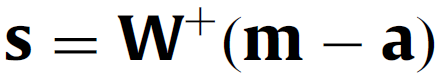 s = W⁺(m − a)